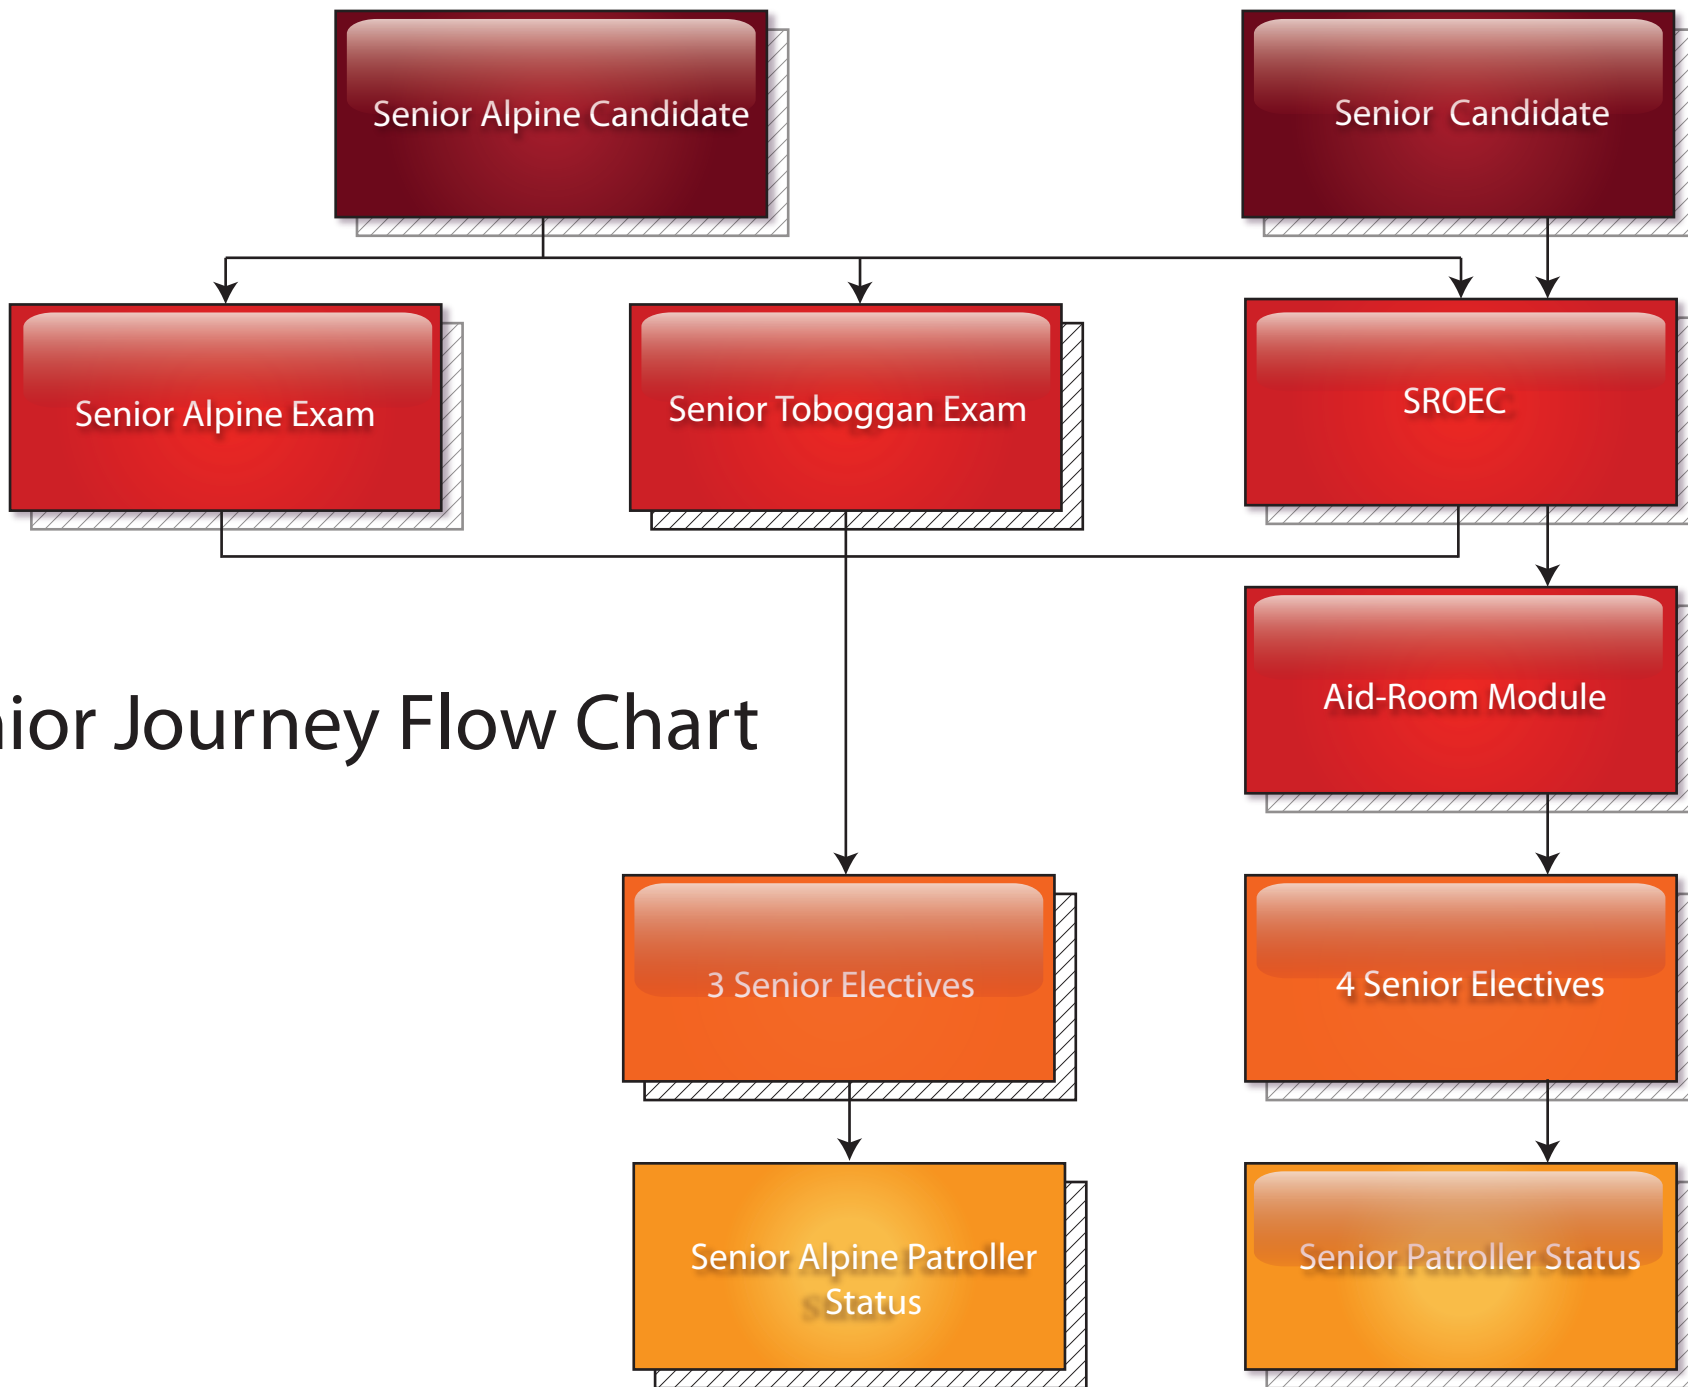 Senior Alpine Candidate
Senior Candidate
Senior Alpine Exam
Senior Toboggan Exam
SROEC
Aid-Room Module
nior Journey Flow Chart
3 Senior Electives
4 Senior Electives
Senior Alpine Patroller
Status
Senior Patroller Status